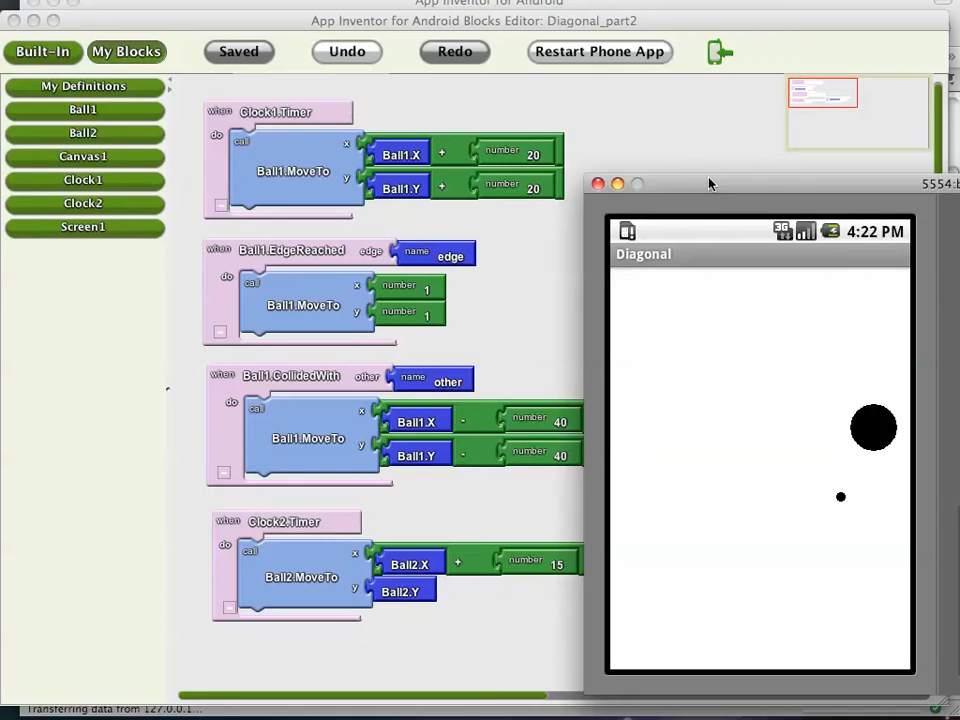 App Inventor for Android Blocks Editor: Diagonal_part2
Built-In
My Blocks
Saved
Undo
Redo
Restart Phone App
My Definitions
Ball1
Ball2
Canvas1
Clock1
Clock2
Screen1
when Clock1.Timer
do call Ball1.MoveTo
x Ball1.X + number 20
y Ball1.Y + number 20
when Ball1.EdgeReached edge name edge
do call Ball1.MoveTo
x number 1
y number 1
when Ball1.CollidedWith other name other
do call Ball1.MoveTo
x Ball1.X - number 40
y Ball1.Y - number 40
when Clock2.Timer
do call Ball2.MoveTo
x Ball2.X + number 15
y Ball2.Y
5554:b
3G
4:22 PM
Diagonal
Transferring data from 127.0.0.1...